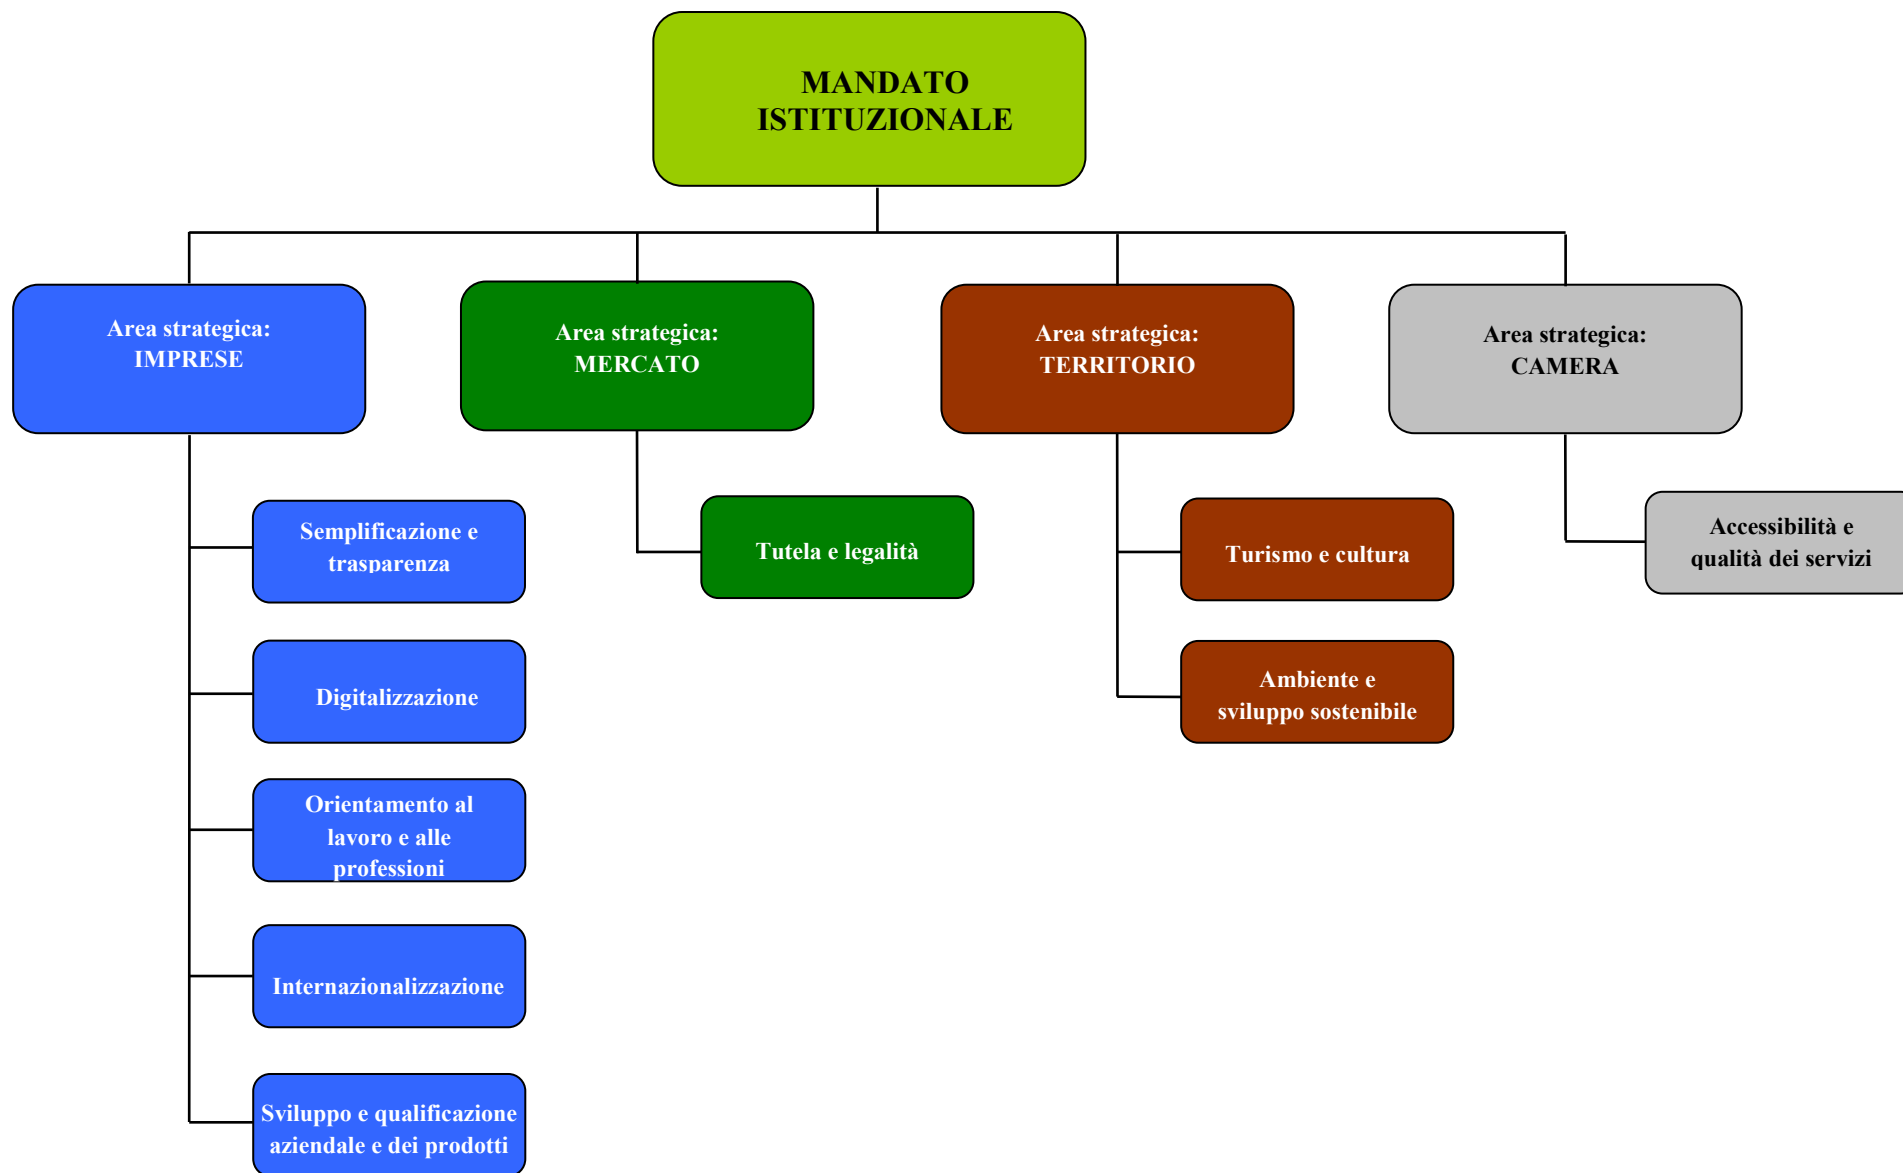 MANDATO
ISTITUZIONALE
Area strategica:
IMPRESE
Area strategica:
MERCATO
Area strategica:
TERRITORIO
Area strategica:
CAMERA
Semplificazione e
trasparenza
Digitalizzazione
Orientamento al
lavoro e alle
professioni
Internazionalizzazione
Sviluppo e qualificazione
aziendale e dei prodotti
Tutela e legalità
Turismo e cultura
Ambiente e
sviluppo sostenibile
Accessibilità e
qualità dei servizi